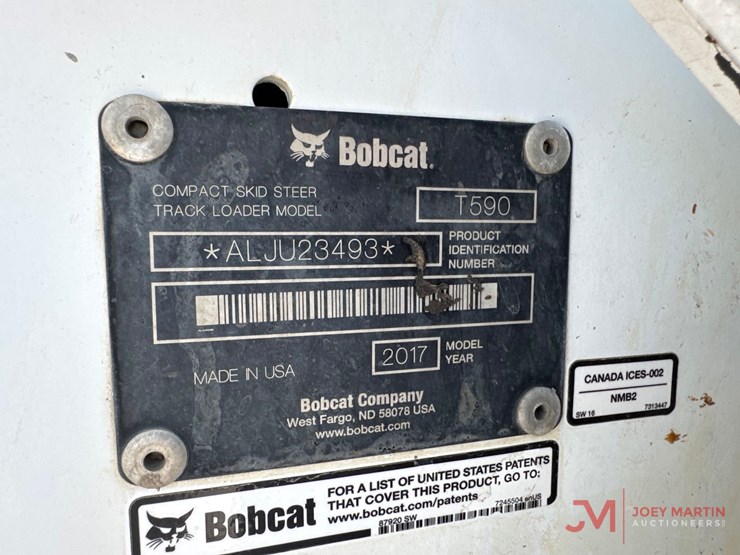 Bobcat®
COMPACT SKID STEER
TRACK LOADER MODEL
T590
*ALJU23493*
PRODUCT
IDENTIFICATION
NUMBER
MADE IN USA
2017
MODEL
YEAR
Bobcat Company
West Fargo, ND 58078 USA
www.bobcat.com
CANADA ICES-002
NMB2
SW 16 7313447
Bobcat
FOR A LIST OF UNITED STATES PATENTS
THAT COVER THIS PRODUCT, GO TO:
www.bobcat.com/patents
87920 SW 7245504 enUS
JM JOEY MARTIN
AUCTIONEERS